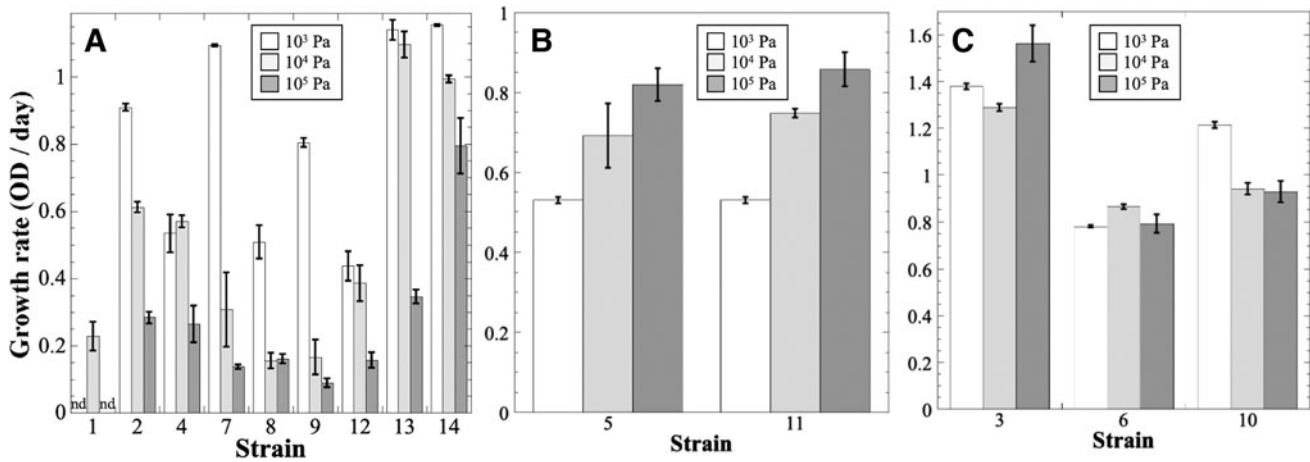 A
10³ Pa
10⁴ Pa
10⁵ Pa
Growth rate (OD / day)
1
0.8
0.6
0.4
0.2
0
nd nd
1 2 4 7 8 9 12 13 14
Strain
B
10³ Pa
10⁴ Pa
10⁵ Pa
1
0.8
0.6
0.4
0.2
0
5 11
Strain
C
10³ Pa
10⁴ Pa
10⁵ Pa
1.6
1.4
1.2
1
0.8
0.6
0.4
0.2
0
3 6 10
Strain